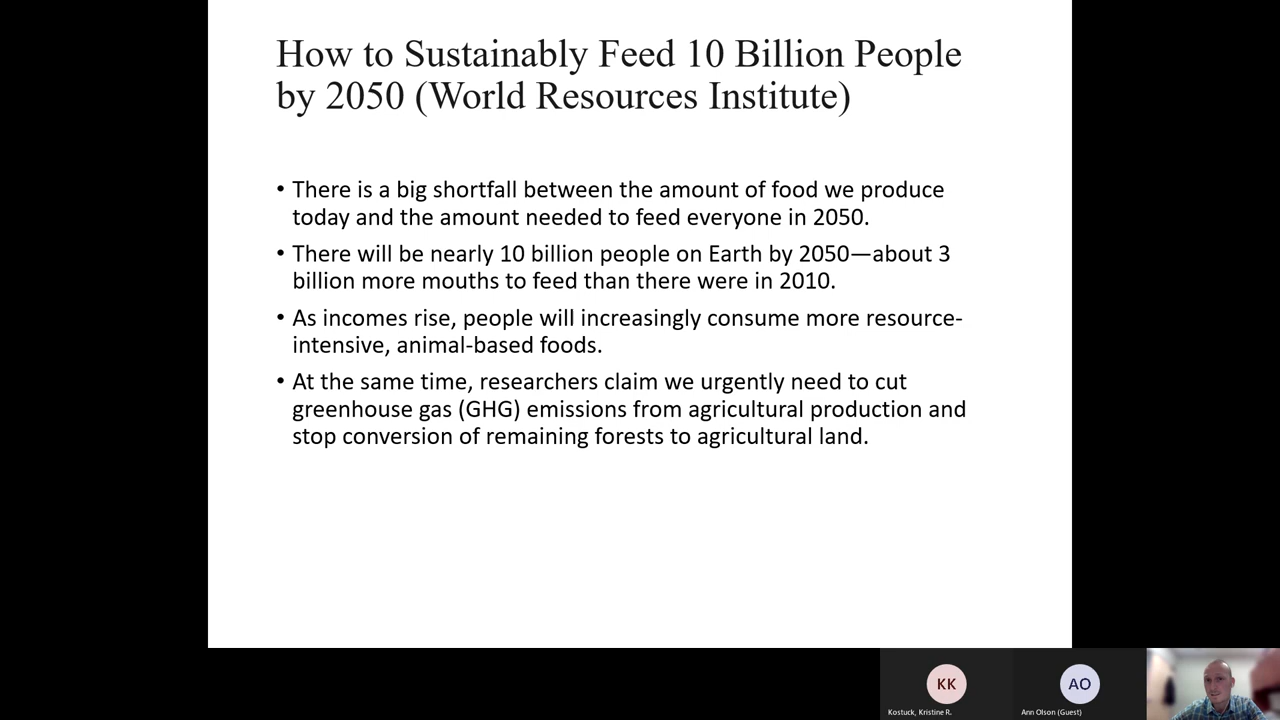 How to Sustainably Feed 10 Billion People
by 2050 (World Resources Institute)
• There is a big shortfall between the amount of food we produce
today and the amount needed to feed everyone in 2050.
• There will be nearly 10 billion people on Earth by 2050—about 3
billion more mouths to feed than there were in 2010.
• As incomes rise, people will increasingly consume more resource-
intensive, animal-based foods.
• At the same time, researchers claim we urgently need to cut
greenhouse gas (GHG) emissions from agricultural production and
stop conversion of remaining forests to agricultural land.
KK
AO
Kostuck, Kristine R.
Ann Olson (Guest)